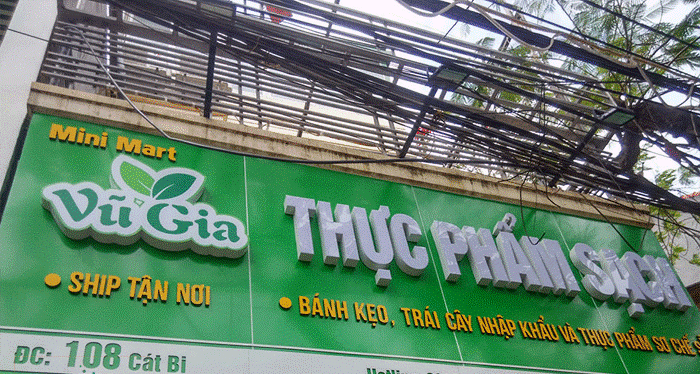 Mini Mart
Vũ Gia
THỰC PHẨM SẠCH
• SHIP TẬN NƠI
• BÁNH KẸO, TRÁI CÂY NHẬP KHẨU VÀ THỰC PHẨM SƠ CHẾ
ĐC: 108 Cát Bi